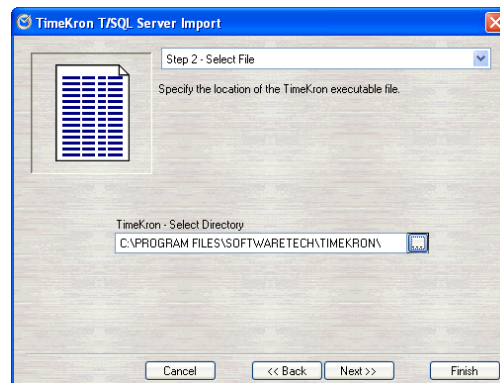 TimeKron T/SQL Server Import
Step 2 - Select File
Specify the location of the TimeKron executable file.
TimeKron - Select Directory
C:\PROGRAM FILES\SOFTWARETECH\TIMEKRON\
...
Cancel
<< Back
Next >>
Finish